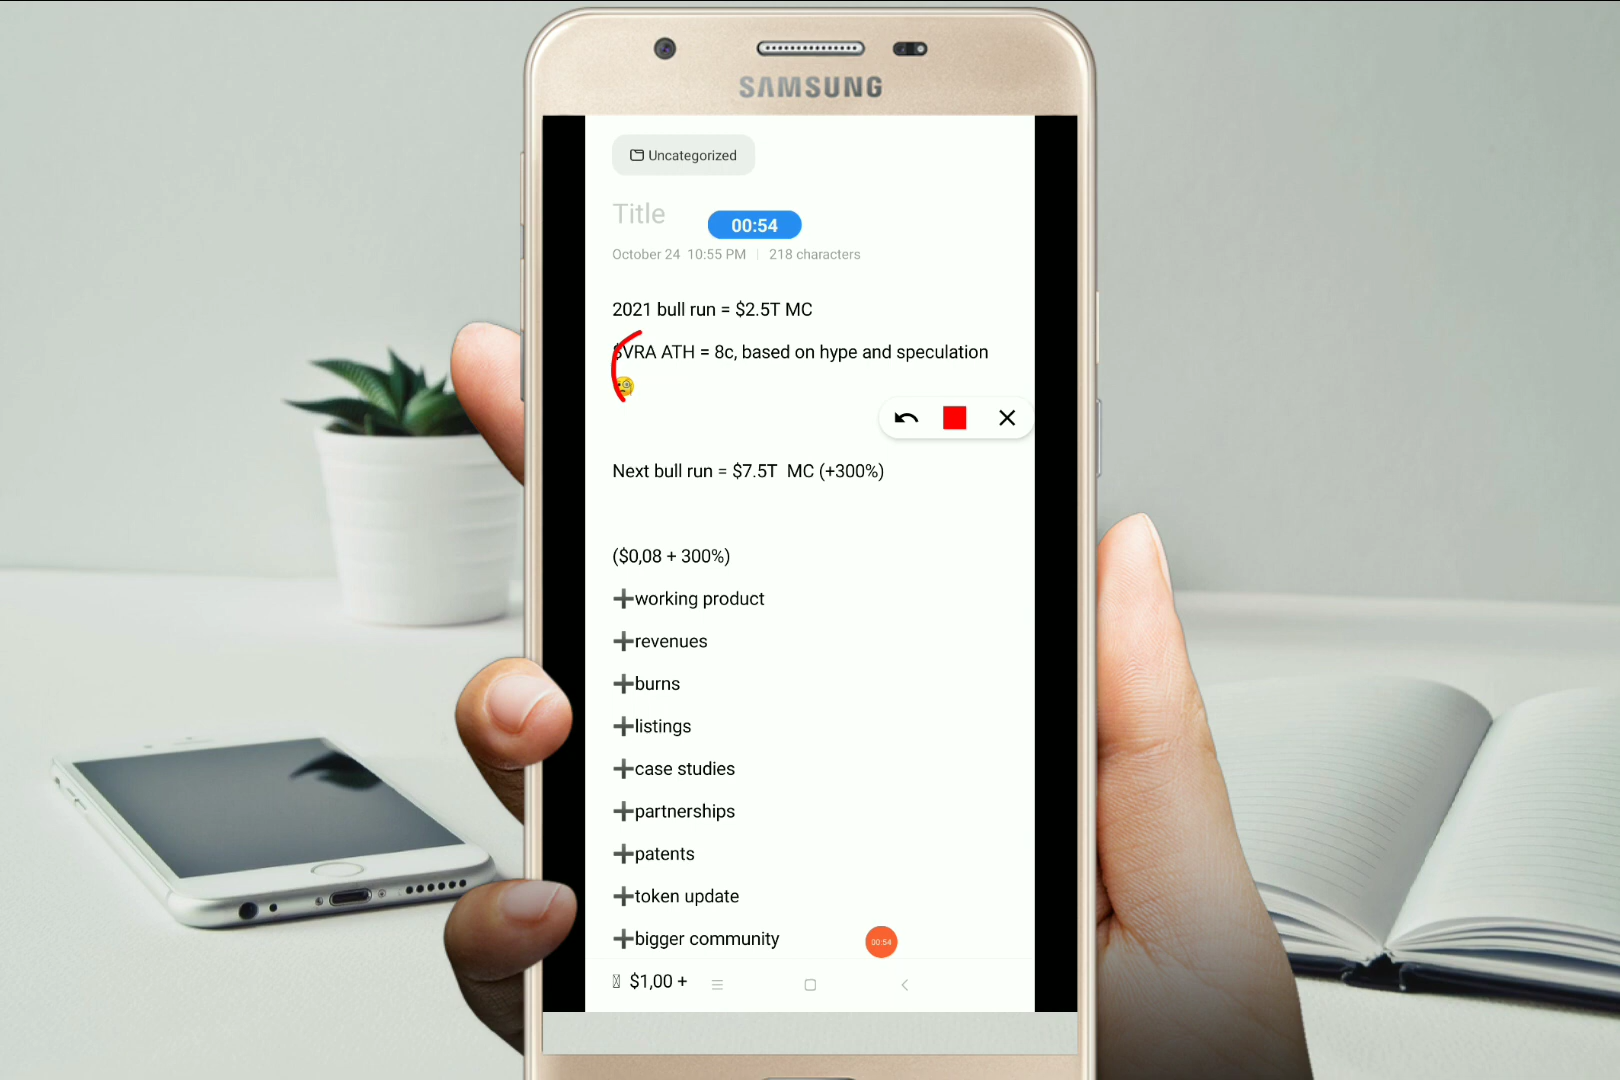 SAMSUNG
Uncategorized
Title
00:54
October 24 10:55 PM | 218 characters
2021 bull run = $2.5T MC
$VRA ATH = 8c, based on hype and speculation
🧐
Next bull run = $7.5T MC (+300%)
($0,08 + 300%)
➕working product
➕revenues
➕burns
➕listings
➕case studies
➕partnerships
➕patents
➕token update
➕bigger community
00:54
$1,00 +